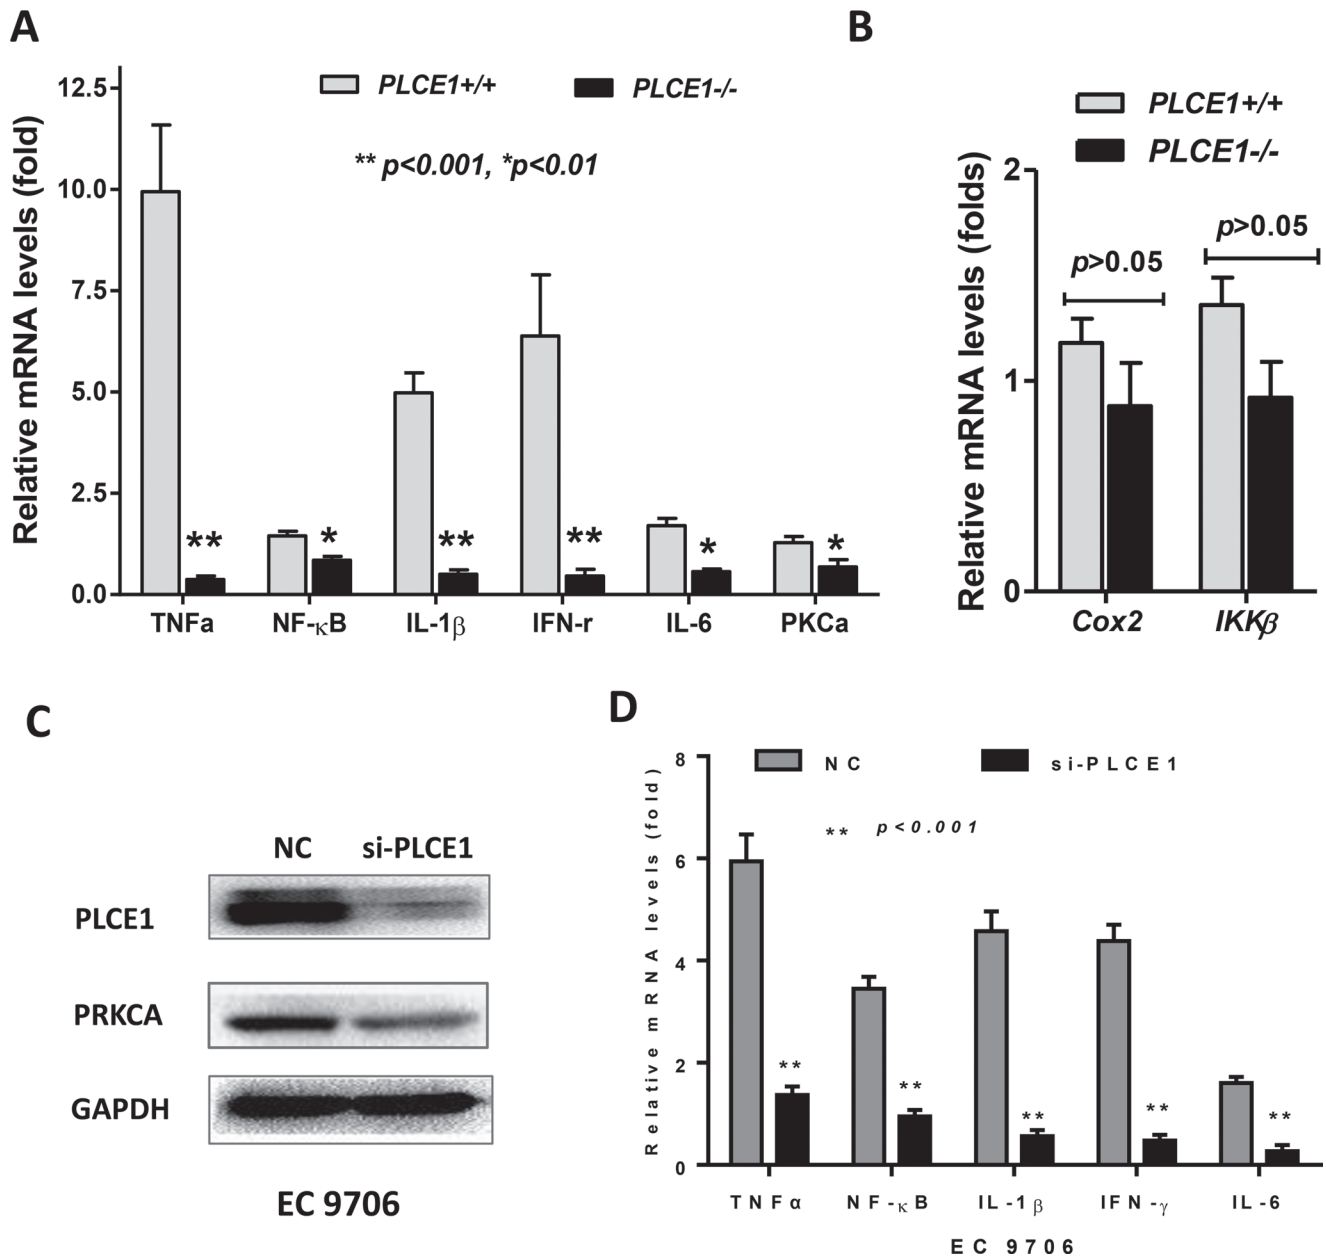 A
Relative mRNA levels (fold)
12.5
10.0
7.5
5.0
2.5
0.0
PLCE1+/+ PLCE1-/-
** p<0.001, *p<0.01
** * ** ** * *
TNFa NF-κB IL-1β IFN-r IL-6 PKCa
B
PLCE1+/+
PLCE1-/-
Relative mRNA levels (folds)
2
1
0
p>0.05
p>0.05
Cox2 IKKβ
C
NC si-PLCE1
PLCE1
PRKCA
GAPDH
EC 9706
D
Relative mRNA levels (fold)
8
6
4
2
0
NC si-PLCE1
** p<0.001
** ** ** ** **
TNFα NF-κB IL-1β IFN-γ IL-6
EC 9706